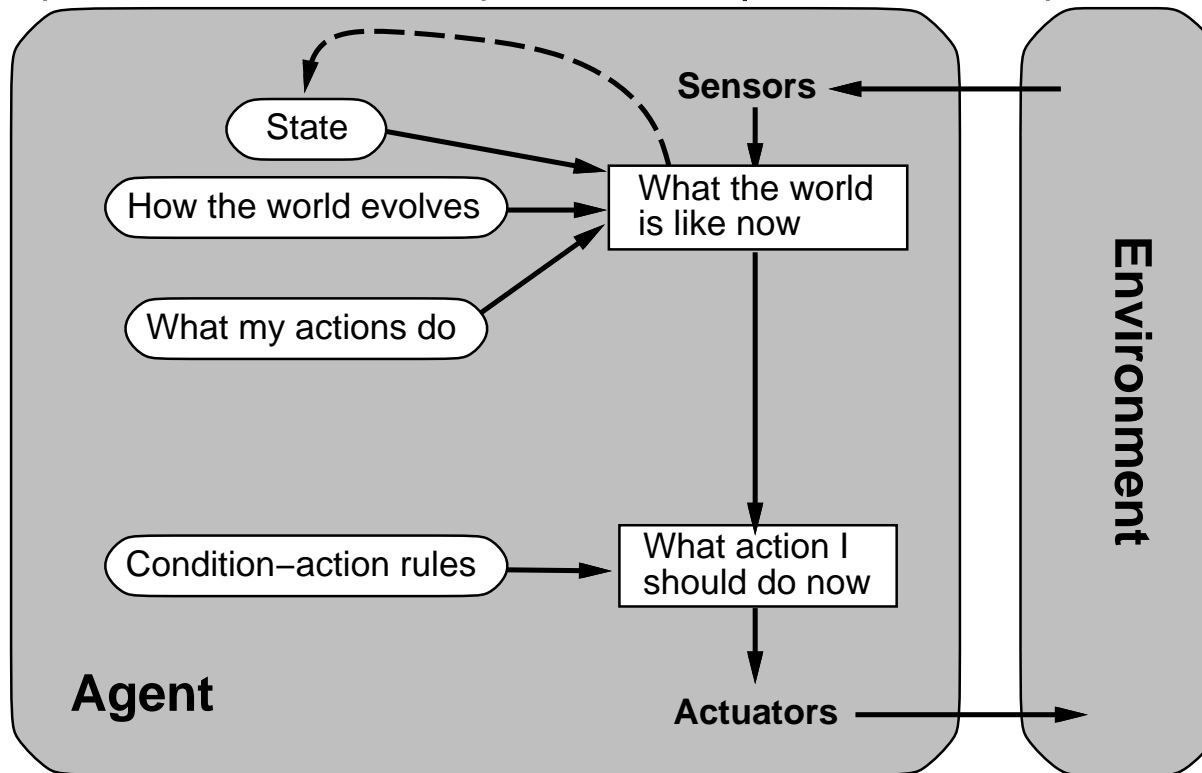 Sensors
State
What the world
is like now
How the world evolves
What my actions do
Environment
Condition–action rules
What action I
should do now
Agent
Actuators